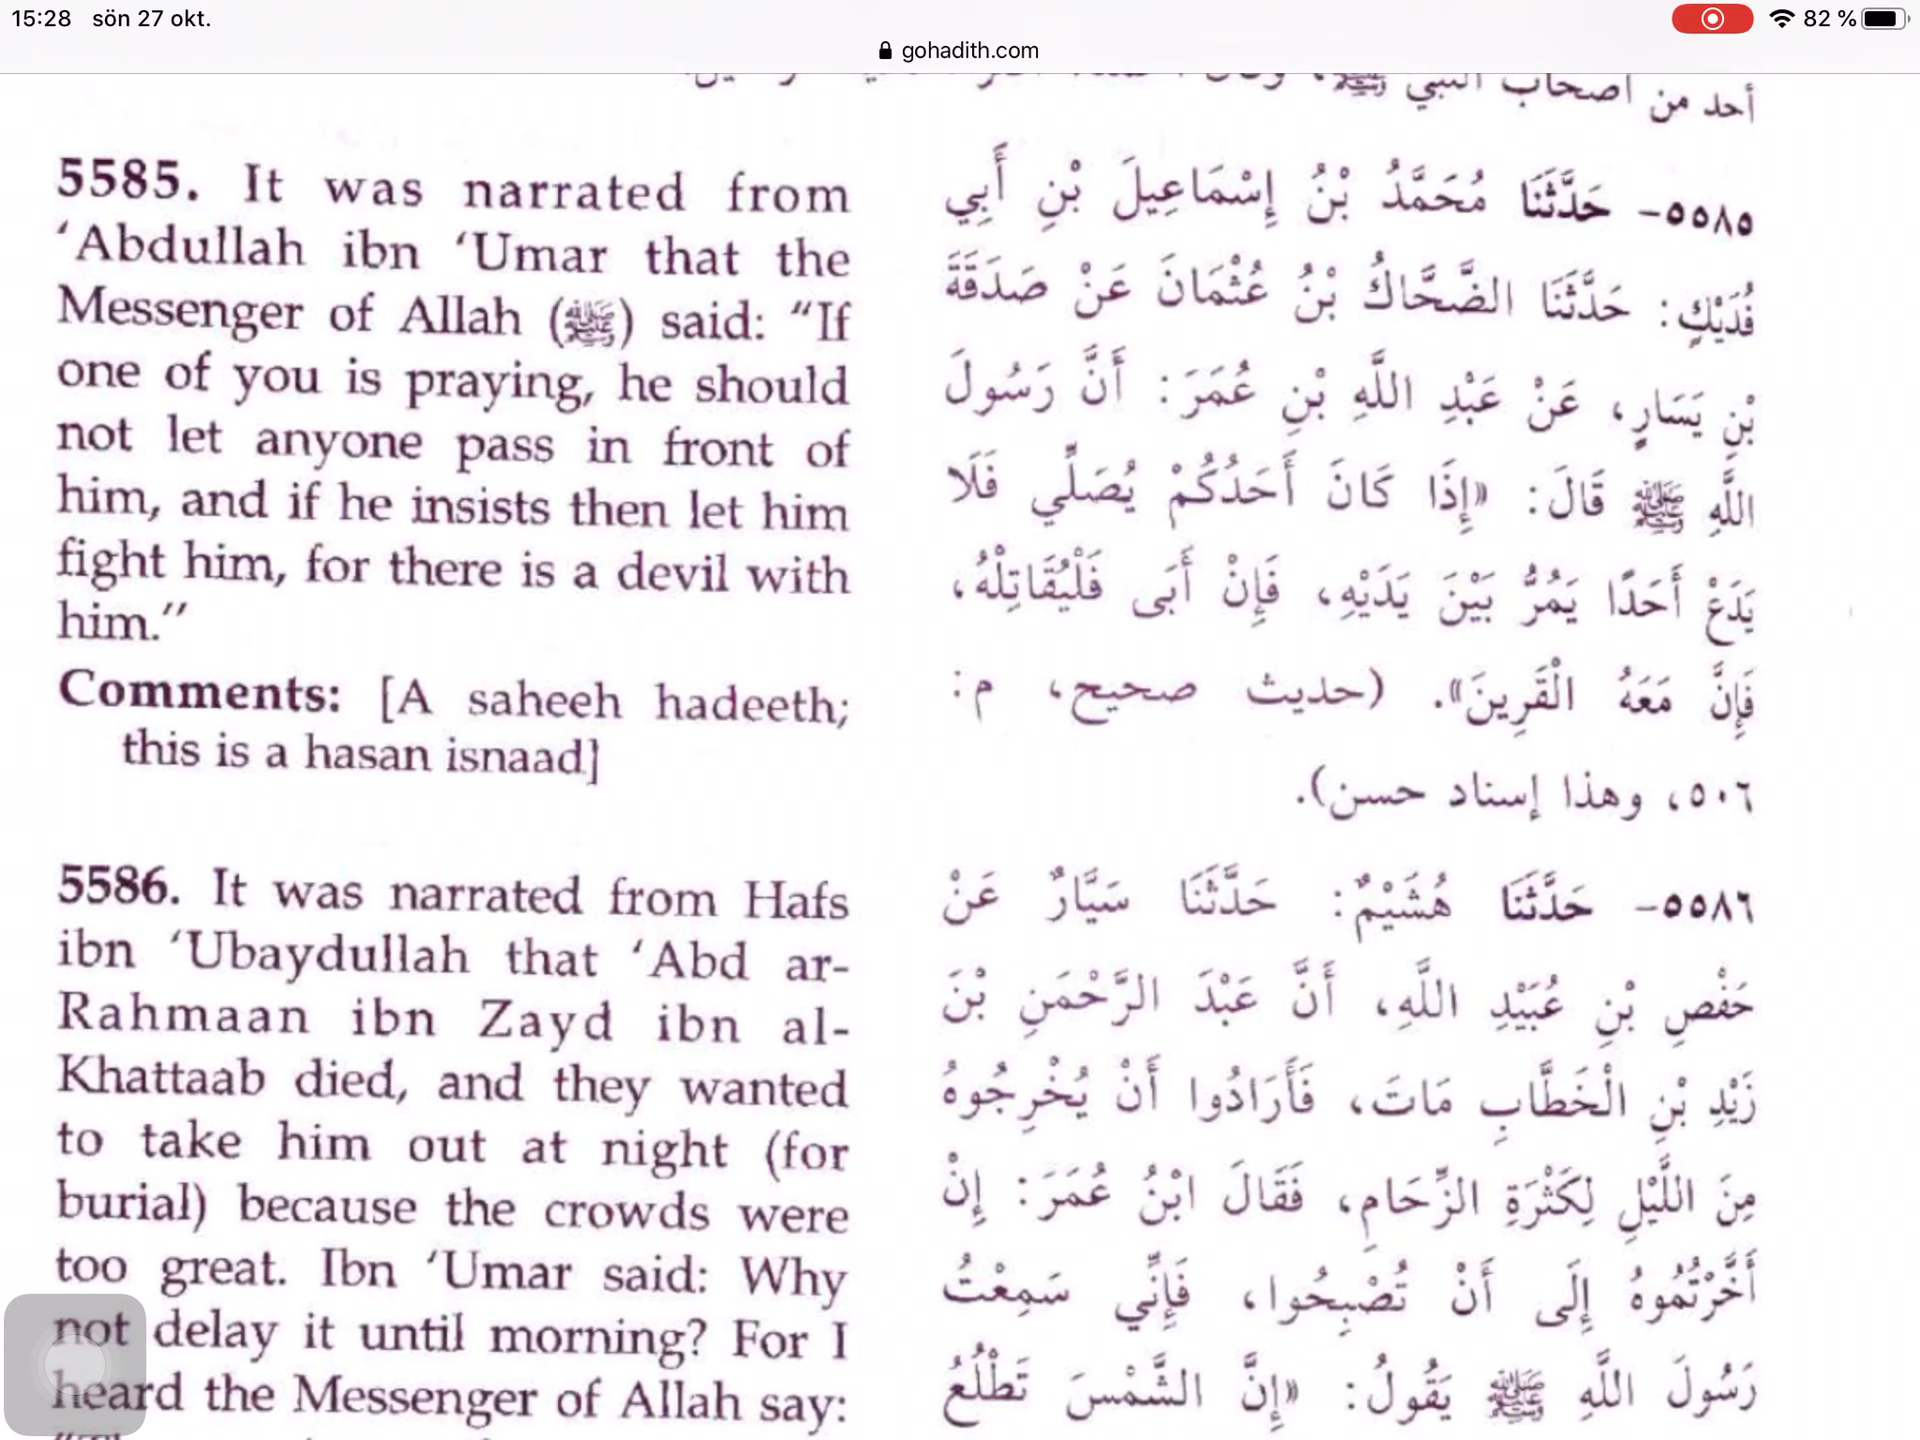 15:28 sön 27 okt.
82 %
gohadith.com
أحد من أصحاب النبي ﷺ، وقال
5585. It was narrated from
‘Abdullah ibn ‘Umar that the
Messenger of Allah (ﷺ) said: “If
one of you is praying, he should
not let anyone pass in front of
him, and if he insists then let him
fight him, for there is a devil with
him.”
Comments: [A saheeh hadeeth;
this is a hasan isnaad]
5586. It was narrated from Hafs
ibn ‘Ubaydullah that ‘Abd ar-
Rahmaan ibn Zayd ibn al-
Khattaab died, and they wanted
to take him out at night (for
burial) because the crowds were
too great. Ibn ‘Umar said: Why
not delay it until morning? For I
heard the Messenger of Allah say:
٥٥٨٥- حَدَّثَنَا مُحَمَّدُ بْنُ إِسْمَاعِيلَ بْنِ أَبِي
فُدَيْكٍ: حَدَّثَنَا الضَّحَّاكُ بْنُ عُثْمَانَ عَنْ صَدَقَةَ
بْنِ يَسَارٍ، عَنْ عَبْدِ اللَّهِ بْنِ عُمَرَ: أَنَّ رَسُولَ
اللَّهِ ﷺ قَالَ: «إِذَا كَانَ أَحَدُكُمْ يُصَلِّي فَلَا
يَدَعْ أَحَدًا يَمُرُّ بَيْنَ يَدَيْهِ، فَإِنْ أَبَى فَلْيُقَاتِلْهُ،
فَإِنَّ مَعَهُ الْقَرِينَ». (حديث صحيح، م:
٥٠٦، وهذا إسناد حسن).
٥٥٨٦- حَدَّثَنَا هُشَيْمٌ: حَدَّثَنَا سَيَّارٌ عَنْ
حَفْصِ بْنِ عُبَيْدِ اللَّهِ، أَنَّ عَبْدَ الرَّحْمَنِ بْنَ
زَيْدِ بْنِ الْخَطَّابِ مَاتَ، فَأَرَادُوا أَنْ يُخْرِجُوهُ
مِنَ اللَّيْلِ لِكَثْرَةِ الزِّحَامِ، فَقَالَ ابْنُ عُمَرَ: إِنْ
أَخَّرْتُمُوهُ إِلَى أَنْ تُصْبِحُوا، فَإِنِّي سَمِعْتُ
رَسُولَ اللَّهِ ﷺ يَقُولُ: «إِنَّ الشَّمْسَ تَطْلُعُ